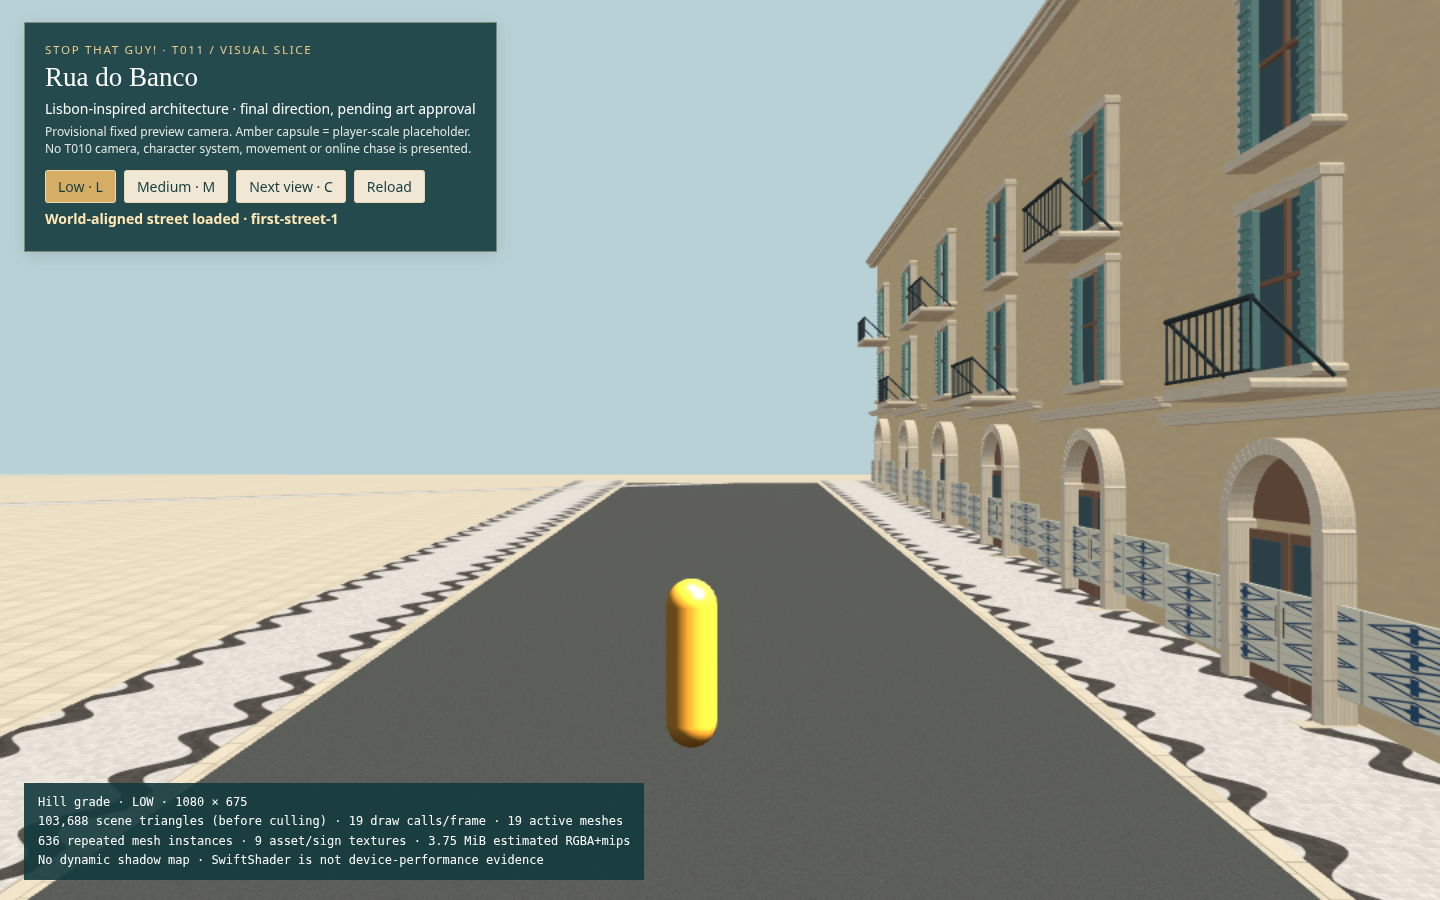 STOP THAT GUY! · T011 / VISUAL SLICE
Rua do Banco
Lisbon-inspired architecture · final direction, pending art approval
Provisional fixed preview camera. Amber capsule = player-scale placeholder.
No T010 camera, character system, movement or online chase is presented.
Low · L
Medium · M
Next view · C
Reload
World-aligned street loaded · first-street-1
Hill grade · LOW · 1080 × 675
103,688 scene triangles (before culling) · 19 draw calls/frame · 19 active meshes
636 repeated mesh instances · 9 asset/sign textures · 3.75 MiB estimated RGBA+mips
No dynamic shadow map · SwiftShader is not device-performance evidence